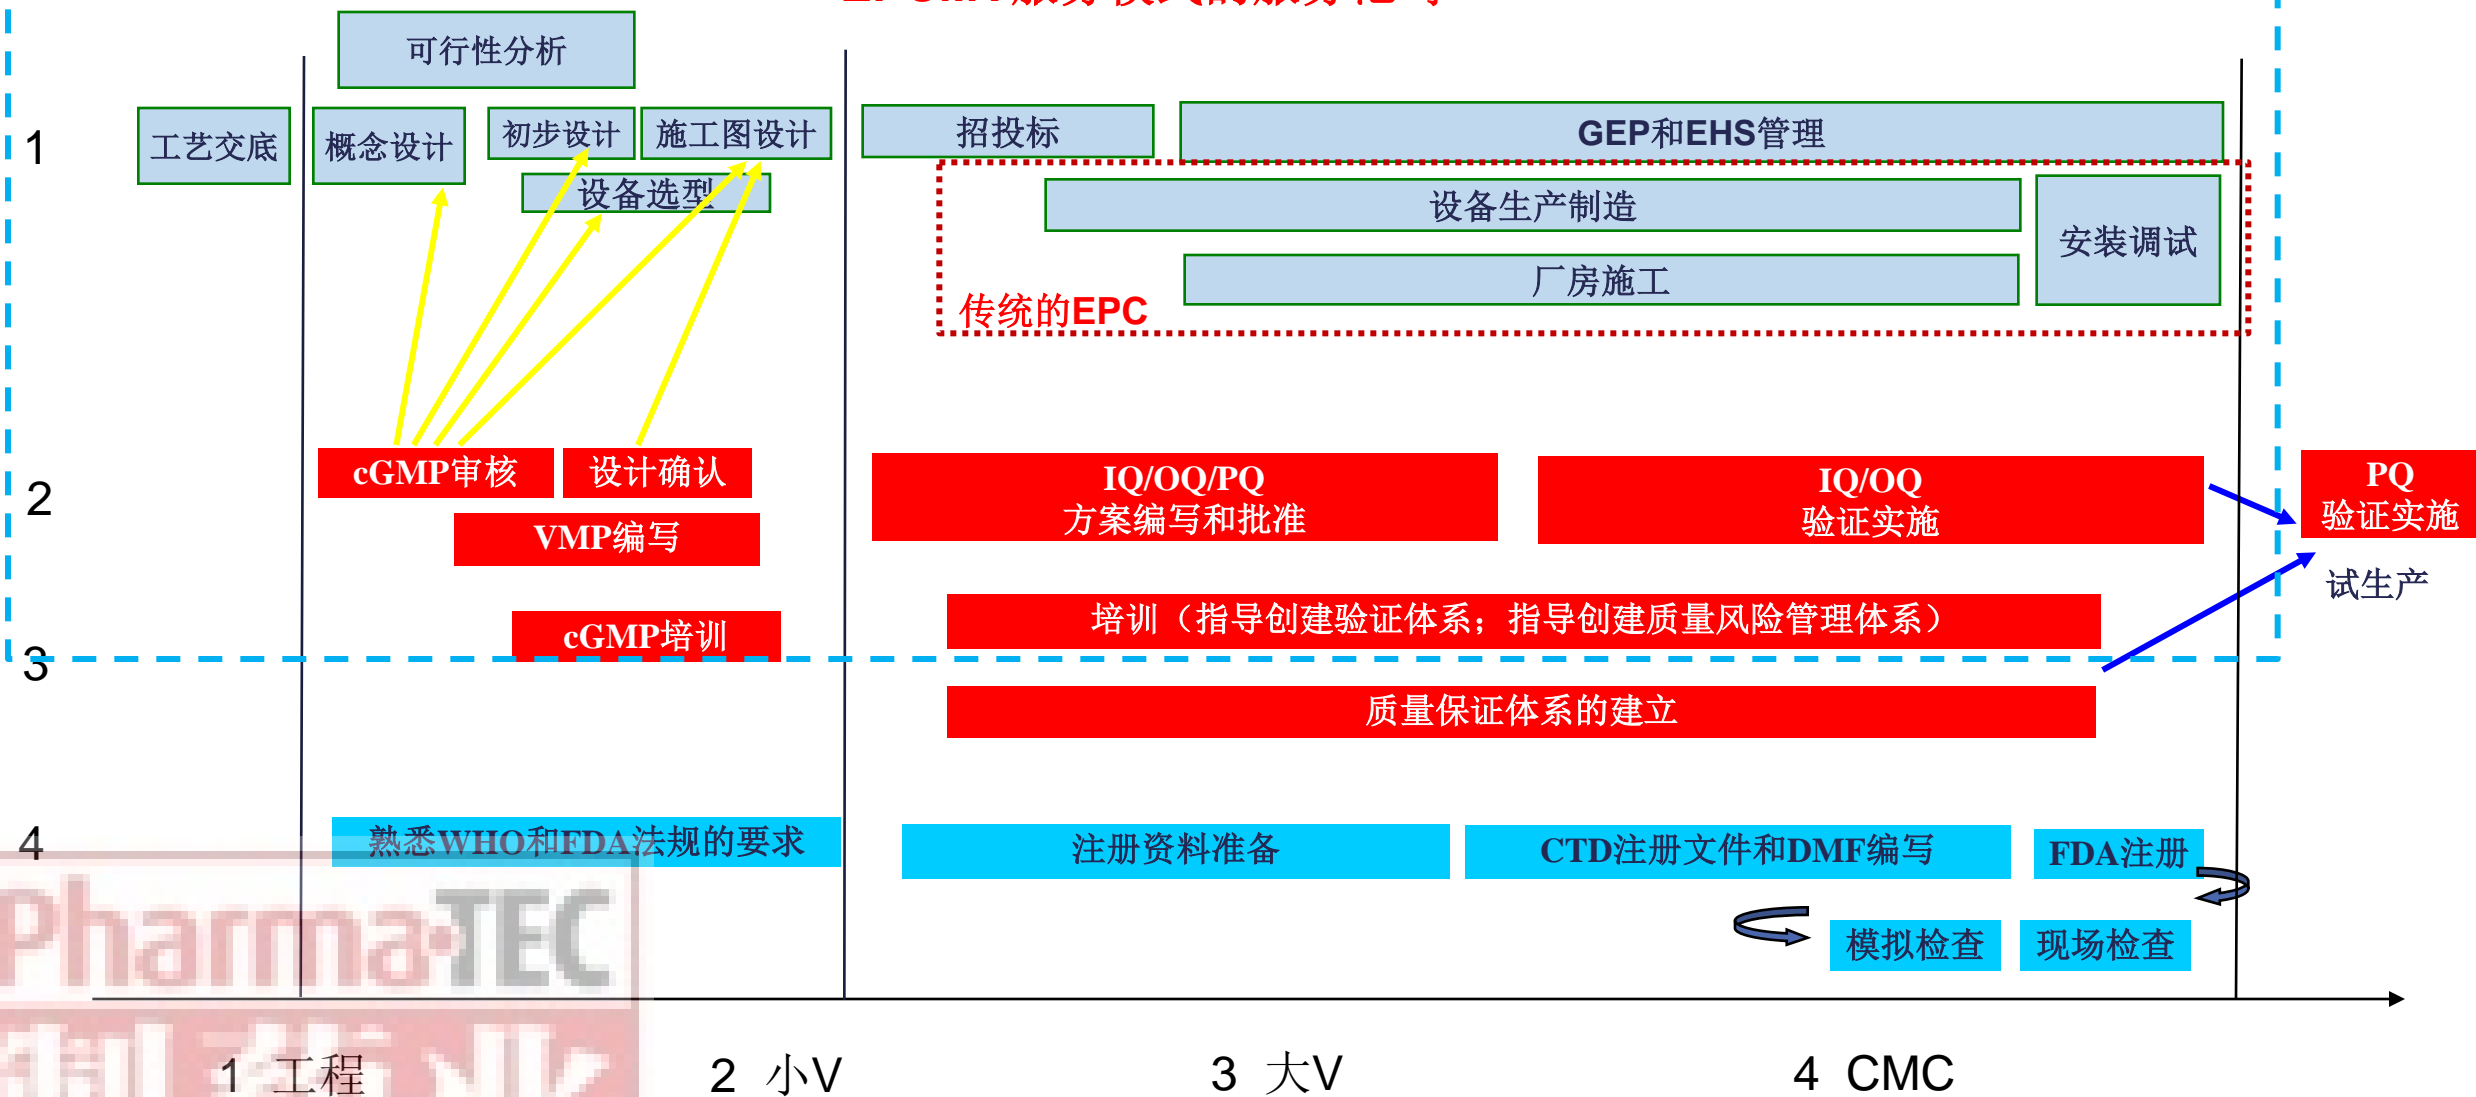 可行性分析
1
工艺交底
概念设计
初步设计
施工图设计
招投标
GEP和EHS管理
设备选型
设备生产制造
安装调试
厂房施工
传统的EPC
2
cGMP审核
设计确认
IQ/OQ/PQ
方案编写和批准
IQ/OQ
验证实施
PQ
验证实施
VMP编写
试生产
3
cGMP培训
培训（指导创建验证体系；指导创建质量风险管理体系）
质量保证体系的建立
4
熟悉WHO和FDA法规的要求
注册资料准备
CTD注册文件和DMF编写
FDA注册
模拟检查
现场检查
Pharma TEC
1 工程
2 小V
3 大V
4 CMC